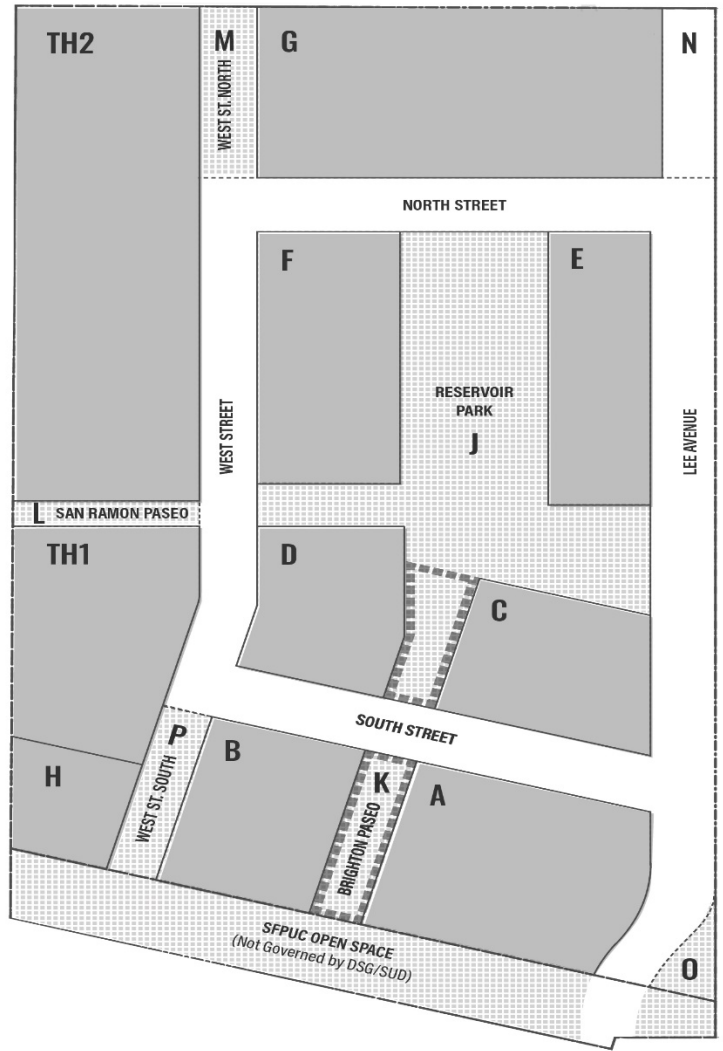 TH2
M
WEST ST. NORTH
G
N
NORTH STREET
F
E
RESERVOIR
PARK
J
WEST STREET
LEE AVENUE
L SAN RAMON PASEO
TH1
D
C
SOUTH STREET
P
WEST ST. SOUTH
B
K
BRIGHTON PASEO
A
H
SFPUC OPEN SPACE
(Not Governed by DSG/SUD)
O